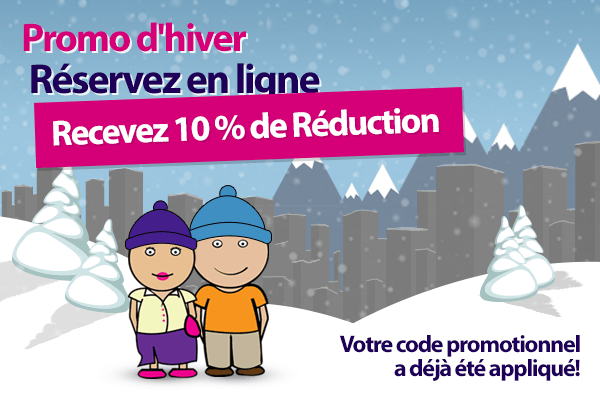 Promo d'hiver
Réservez en ligne
Recevez 10 % de Réduction
Votre code promotionnel
a déjà été appliqué!